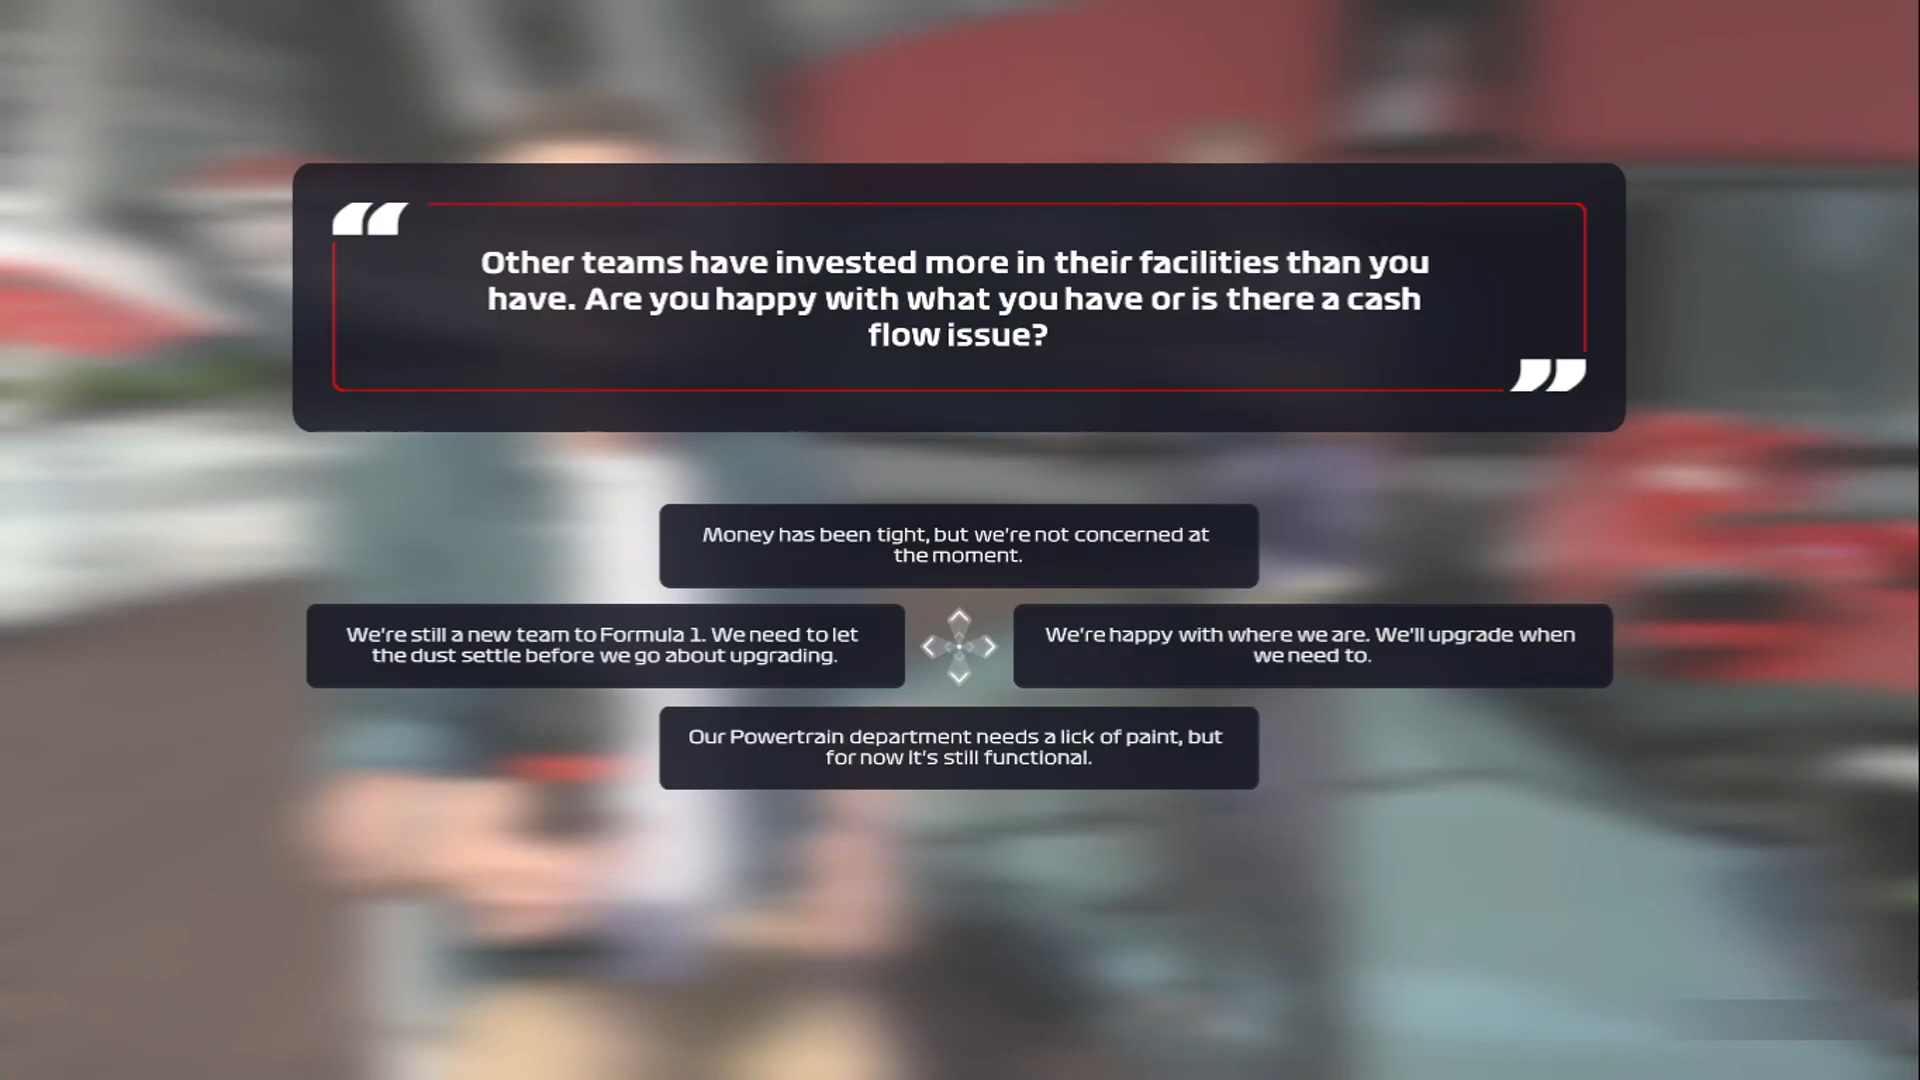 Other teams have invested more in their facilities than you
have. Are you happy with what you have or is there a cash
flow issue?
Money has been tight, but we're not concerned at
the moment.
We're still a new team to Formula 1. We need to let
the dust settle before we go about upgrading.
We're happy with where we are. We'll upgrade when
we need to.
Our Powertrain department needs a lick of paint, but
for now it's still functional.